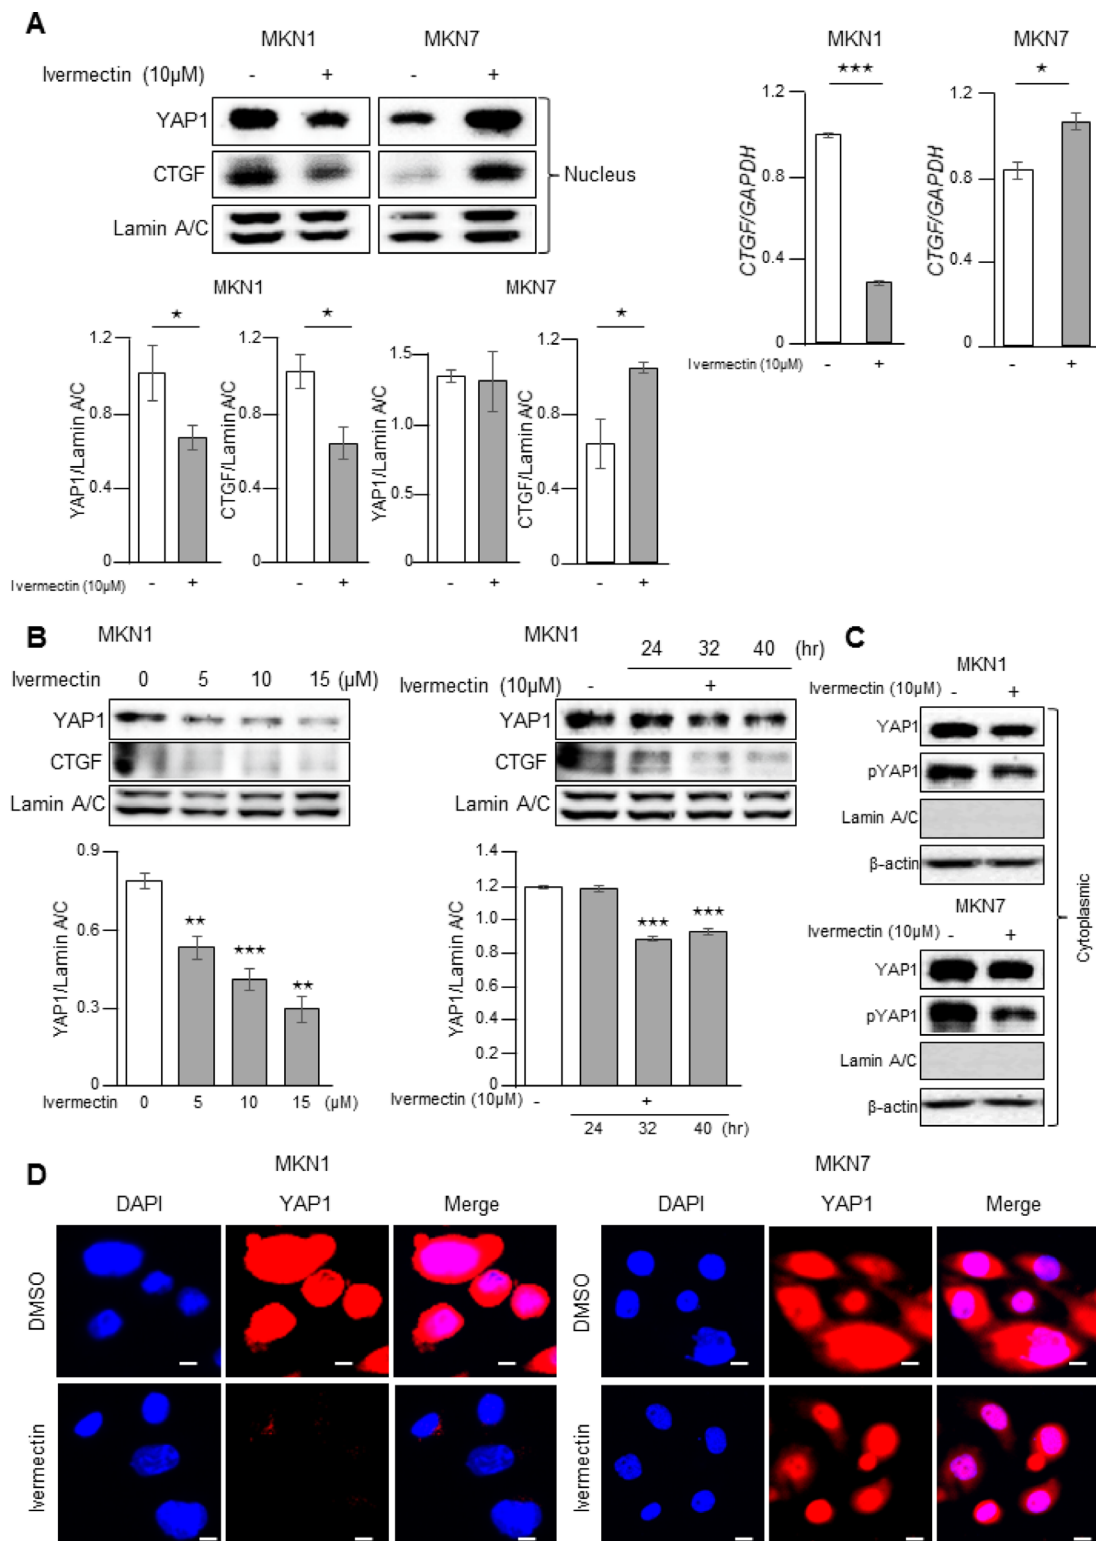 A
MKN1 MKN7
Ivermectin (10μM) - + - +
YAP1
CTGF
Lamin A/C
Nucleus
MKN1 MKN7
*** *
1.2 1.2
0.8 0.8
0.4 0.4
0 0
CTGF/GAPDH CTGF/GAPDH
Ivermectin (10μM) - + - +
MKN1 MKN7
* * *
1.2 1.2 1.5 1.2
0.8 0.8 1.0 0.8
0.4 0.4 0.5 0.4
0 0 0 0
YAP1/Lamin A/C CTGF/Lamin A/C YAP1/Lamin A/C CTGF/Lamin A/C
Ivermectin (10μM) - + - + - + - +
B
MKN1
Ivermectin 0 5 10 15 (μM)
YAP1
CTGF
Lamin A/C
0.9
0.6
0.3
0
YAP1/Lamin A/C
** *** **
Ivermectin 0 5 10 15 (μM)
MKN1
24 32 40 (hr)
Ivermectin (10μM) - +
YAP1
CTGF
Lamin A/C
1.4
1.2
1.0
0.8
0.6
0.4
0.2
0
YAP1/Lamin A/C
*** ***
Ivermectin (10μM) - +
24 32 40 (hr)
C
MKN1
Ivermectin (10μM) - +
YAP1
pYAP1
Lamin A/C
β-actin
MKN7
Ivermectin (10μM) - +
YAP1
pYAP1
Lamin A/C
β-actin
Cytoplasmic
D
MKN1 MKN7
DAPI YAP1 Merge DAPI YAP1 Merge
DMSO DMSO
Ivermectin Ivermectin